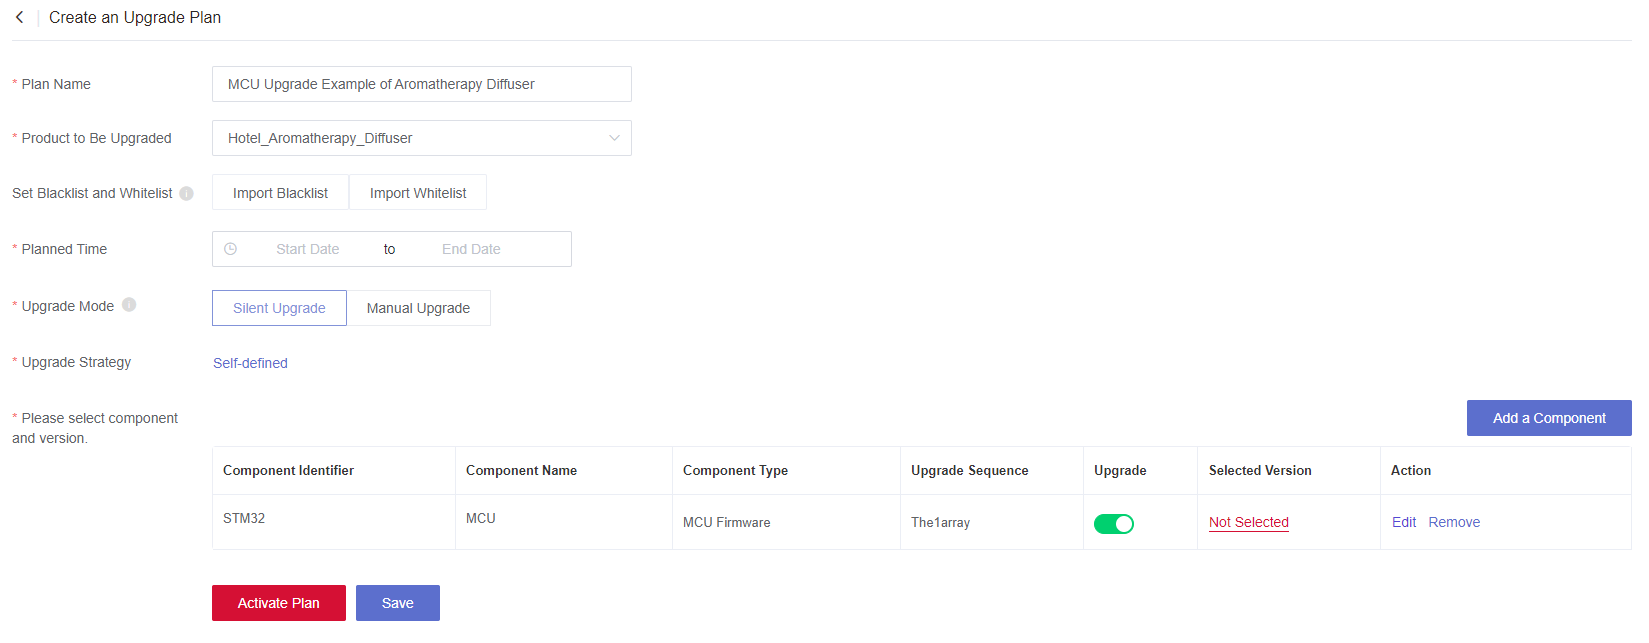 Create an Upgrade Plan
* Plan Name
MCU Upgrade Example of Aromatherapy Diffuser
* Product to Be Upgraded
Hotel_Aromatherapy_Diffuser
Set Blacklist and Whitelist
Import Blacklist
Import Whitelist
* Planned Time
Start Date to End Date
* Upgrade Mode
Silent Upgrade
Manual Upgrade
* Upgrade Strategy
Self-defined
* Please select component
and version.
Add a Component
Component Identifier Component Name Component Type Upgrade Sequence Upgrade Selected Version Action
STM32 MCU MCU Firmware The1array Not Selected Edit Remove
Activate Plan
Save